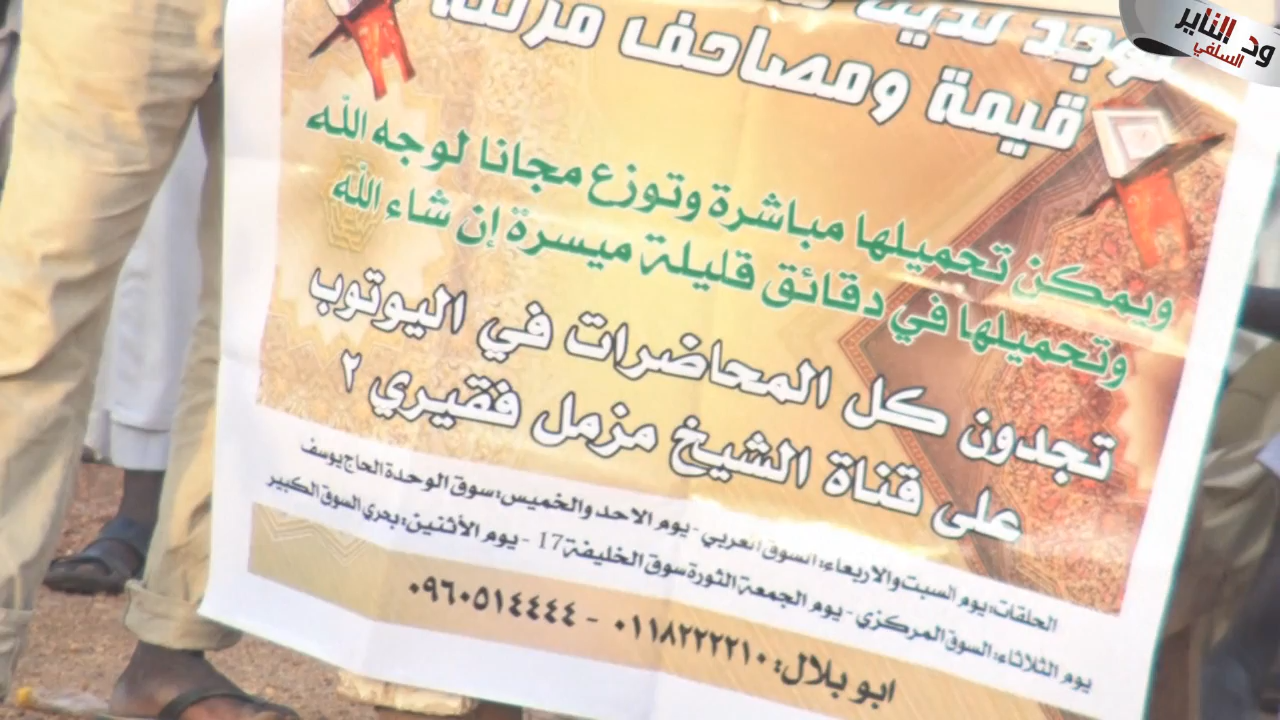 ود الناير
السلفي
قيمة ومصاحف مرتلة
ويمكن تحميلها مباشرة وتوزع مجانا لوجه الله
وتحميلها في دقائق قليلة ميسرة إن شاء الله
تجدون كل المحاضرات في اليوتوب
على قناة الشيخ مزمل فقيري ٢
الحلقات: يوم السبت والاربعاء: السوق العربي - يوم الاحد والخميس: سوق الوحدة الحاج يوسف
يوم الثلاثاء: السوق المركزي - يوم الجمعة الثورة سوق الخليفة 17 - يوم الأثنين: بحري السوق الكبير
ابو بلال: ٠١١٨٢٢٢٢١٠ - ٠٩٦٠٥١٤٤٤٤